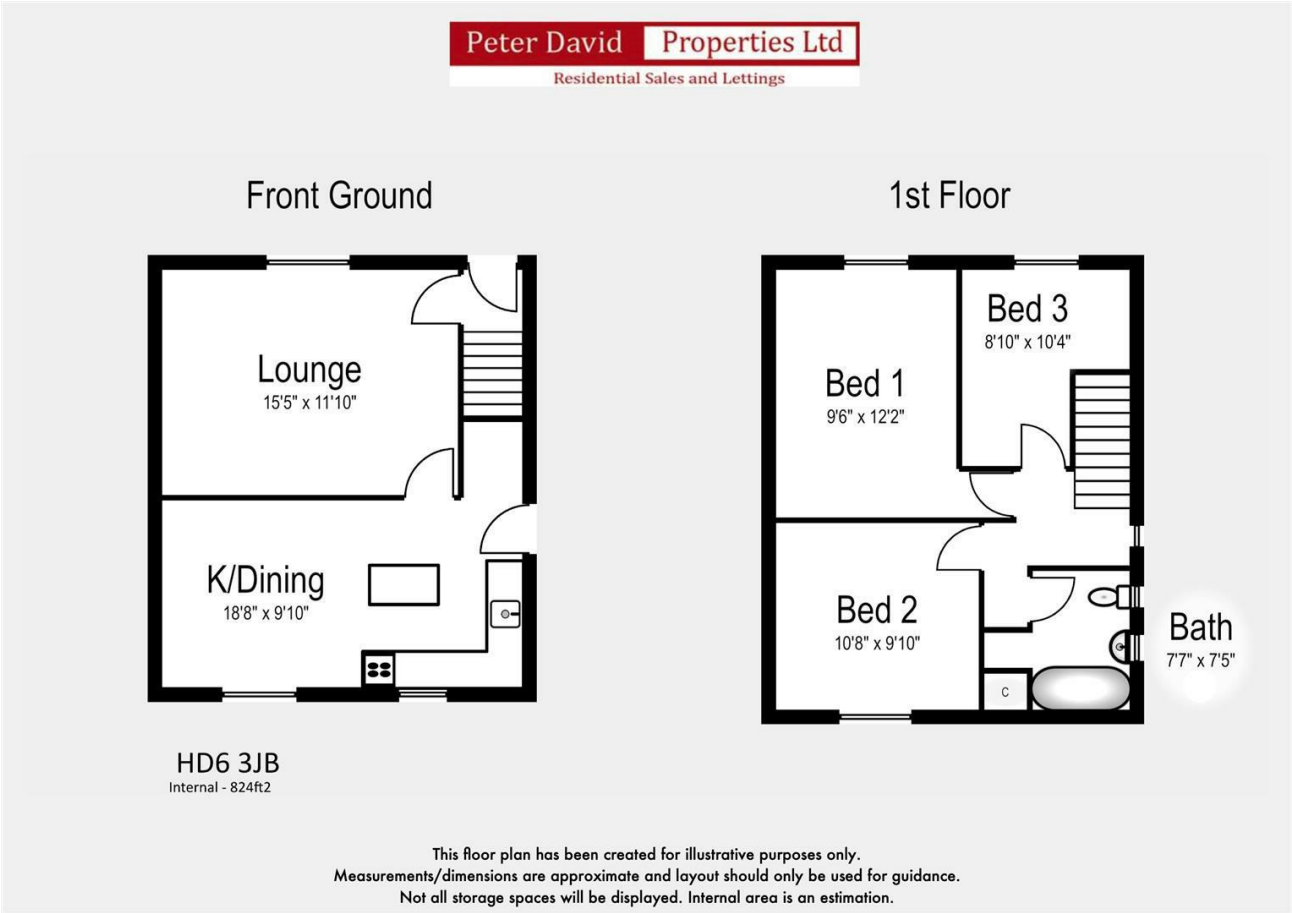 Peter David Properties Ltd
Residential Sales and Lettings
Front Ground
1st Floor
Lounge
15'5" x 11'10"
K/Dining
18'8" x 9'10"
Bed 1
9'6" x 12'2"
Bed 3
8'10" x 10'4"
Bed 2
10'8" x 9'10"
C
Bath
7'7" x 7'5"
HD6 3JB
Internal - 824ft2
This floor plan has been created for illustrative purposes only.
Measurements/dimensions are approximate and layout should only be used for guidance.
Not all storage spaces will be displayed. Internal area is an estimation.